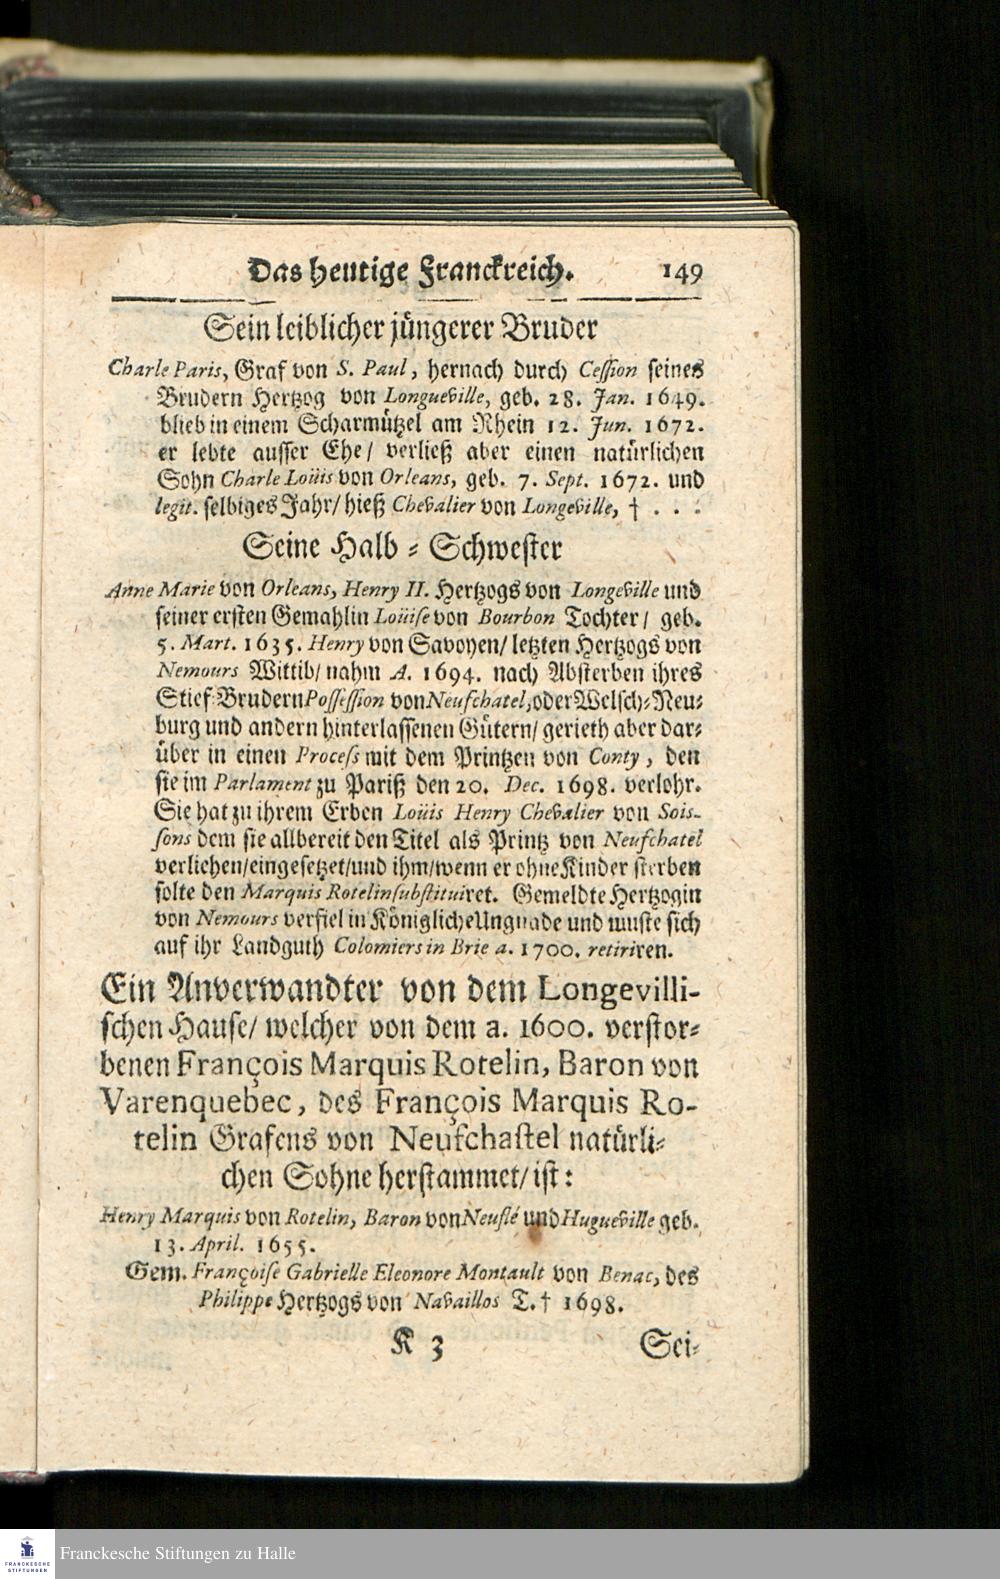 Das heutige Franckreich. 149
Sein leiblicher jüngerer Bruder
Charle Paris, Graf von S. Paul, hernach durch Cession seines
Brudern Hertzog von Longueville, geb. 28. Jan. 1649.
blieb in einem Scharmützel am Rhein 12. Jun. 1672.
er lebte ausser Ehe/ verließ aber einen natürlichen
Sohn Charle Loüis von Orleans, geb. 7. Sept. 1672. und
legit. selbiges Jahr/ hieß Chevalier von Longeville, † . . .
Seine Halb-Schwester
Anne Marie von Orleans, Henry II. Hertzogs von Longeville und
seiner ersten Gemahlin Loüise von Bourbon Tochter/ geb.
5. Mart. 1635. Henry von Savoyen/ letzten Hertzogs von
Nemours Wittib/ nahm A. 1694. nach Absterben ihres
Stief-Brudern Possession von Neufchatel, oder Welsch-Neu-
burg und andern hinterlassenen Gütern/ gerieth aber dar-
über in einen Process mit dem Printzen von Conty, den
sie im Parlament zu Pariß den 20. Dec. 1698. verlohr.
Sie hat zu ihrem Erben Loüis Henry Chevalier von Sois-
sons dem sie allbereit den Titel als Printz von Neufchatel
verlichen/eingesetzet/und ihm/wenn er ohne Kinder sterben
solte den Marquis Rotelin substituiret. Gemeldte Hertzogin
von Nemours verfiel in Königliche Ungnade und muste sich
auf ihr Landguth Colomiers in Brie a. 1700. retiriren.
Ein Anverwandter von dem Longevilli-
schen Hause/ welcher von dem a. 1600. verstor-
benen François Marquis Rotelin, Baron von
Varenquebec, des François Marquis Ro-
telin Grafens von Neufchastel natürli-
chen Sohne herstammet/ ist:
Henry Marquis von Rotelin, Baron von Neuflé und Hugueville geb.
13. April. 1655.
Gem. Françoise Gabrielle Eleonore Montault von Benac, des
Philippe Hertzogs von Navaillos T. † 1698.
K 3 Sei-
FRANCKESCHE
STIFTUNGEN
Franckesche Stiftungen zu Halle